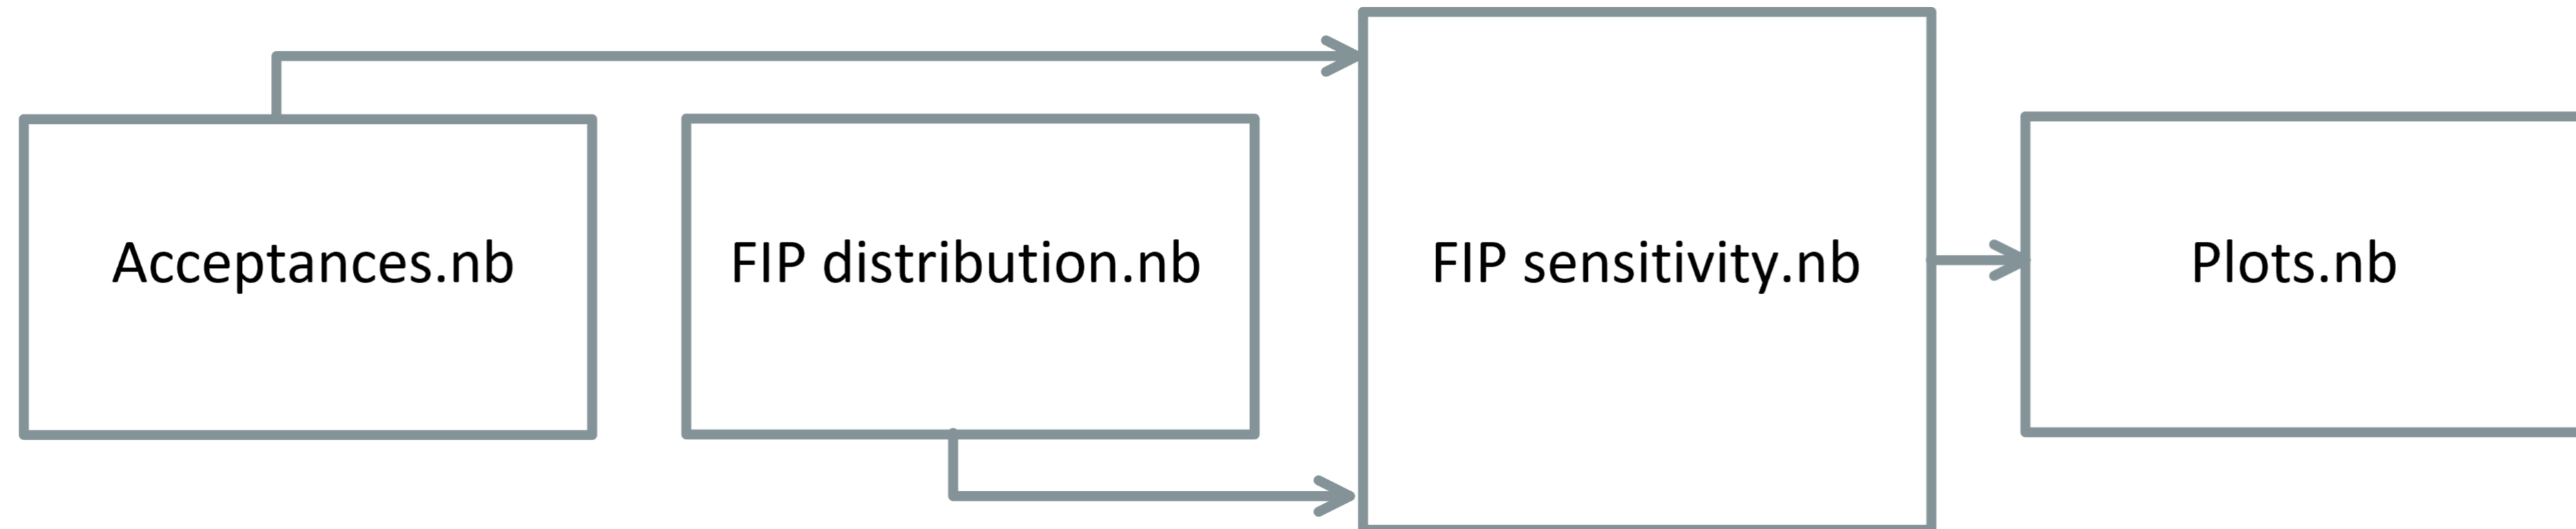 Acceptances.nb
FIP distribution.nb
FIP sensitivity.nb
Plots.nb